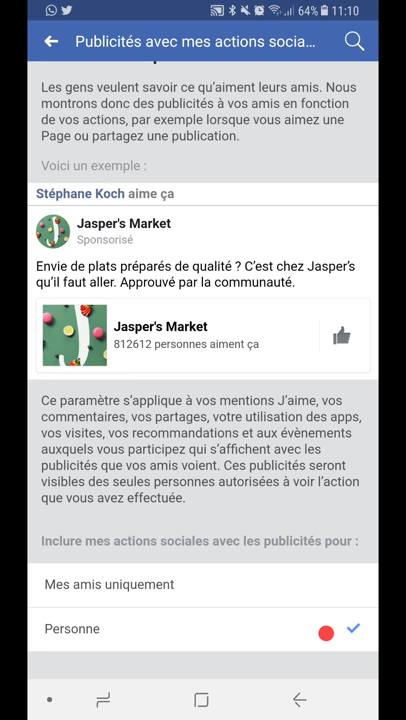 64% 11:10
Publicités avec mes actions socia...
Les gens veulent savoir ce qu'aiment leurs amis. Nous
montrons donc des publicités à vos amis en fonction
de vos actions, par exemple lorsque vous aimez une
Page ou partagez une publication.
Voici un exemple :
Stéphane Koch aime ça
Jasper's Market
Sponsorisé
Envie de plats préparés de qualité ? C'est chez Jasper's
qu'il faut aller. Approuvé par la communauté.
Jasper's Market
812612 personnes aiment ça
Ce paramètre s'applique à vos mentions J'aime, vos
commentaires, vos partages, votre utilisation des apps,
vos visites, vos recommandations et aux évènements
auxquels vous participez qui s'affichent avec les
publicités que vos amis voient. Ces publicités seront
visibles des seules personnes autorisées à voir l'action
que vous avez effectuée.
Inclure mes actions sociales avec les publicités pour :
Mes amis uniquement
Personne